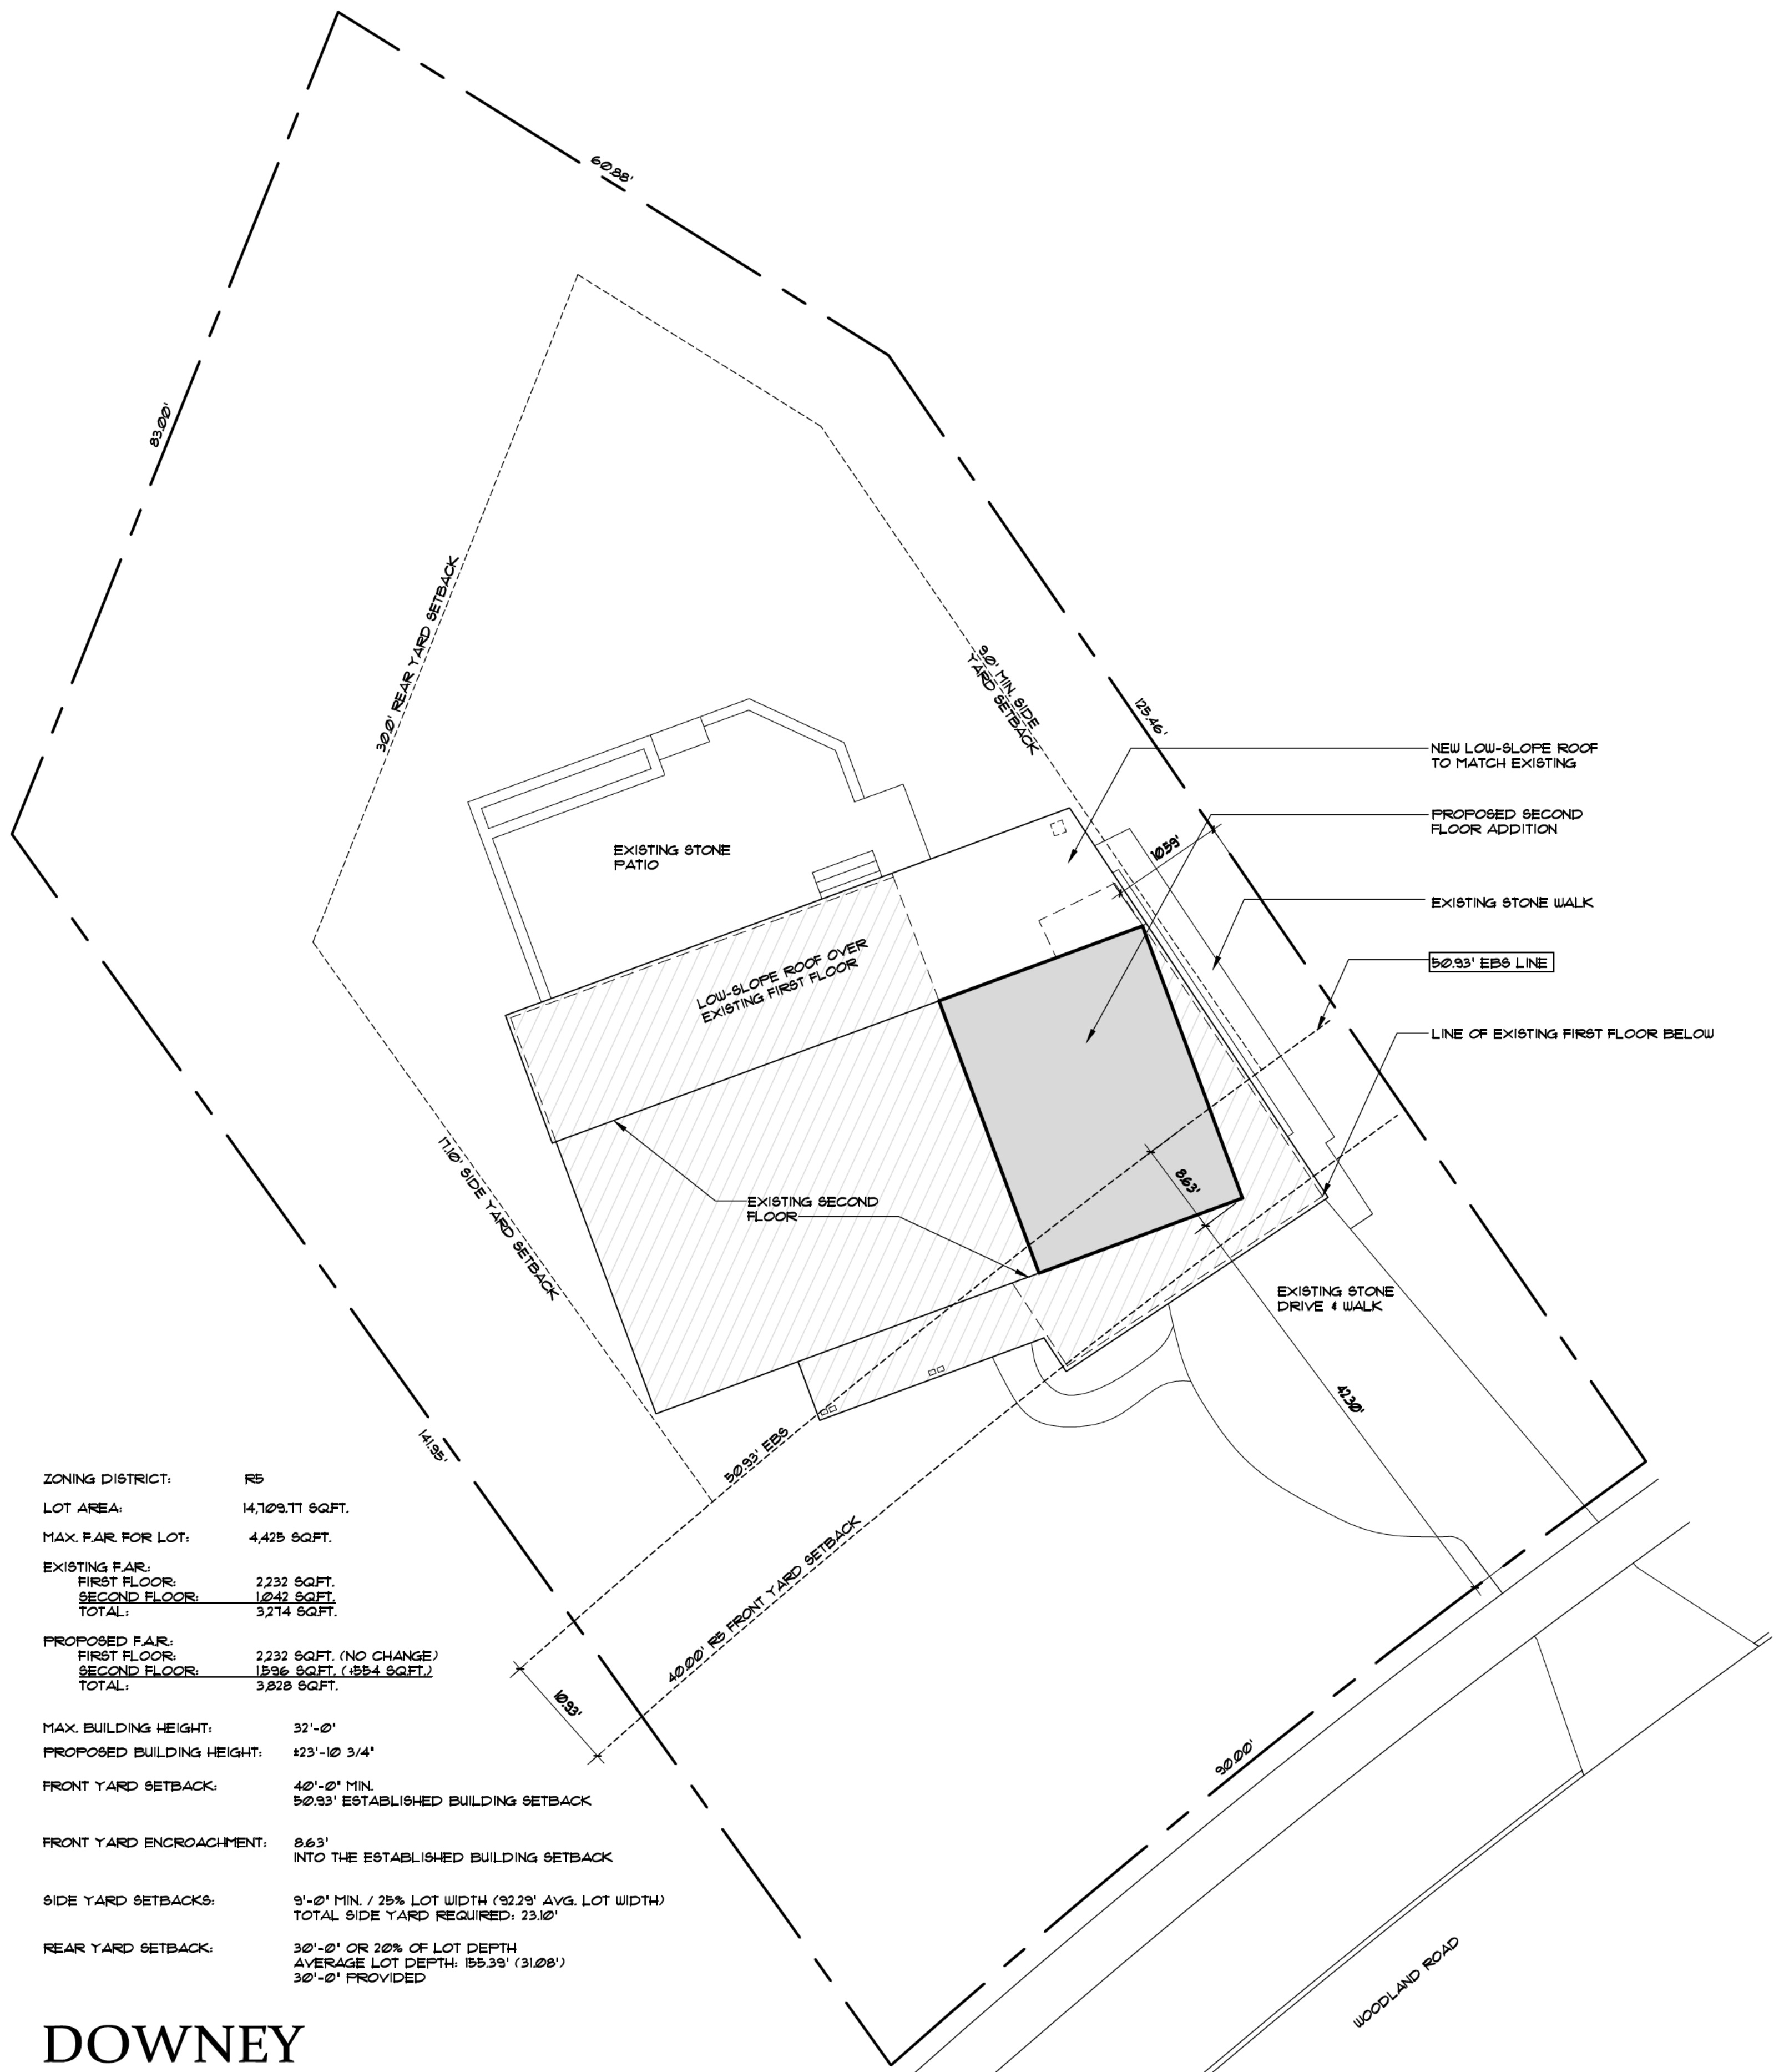 60.88'
83.00'
30.0' REAR YARD SETBACK
9.0' MIN. SIDE
YARD SETBACK
125.46'
NEW LOW-SLOPE ROOF
TO MATCH EXISTING
PROPOSED SECOND
FLOOR ADDITION
10.59'
EXISTING STONE
PATIO
EXISTING STONE WALK
LOW-SLOPE ROOF OVER
EXISTING FIRST FLOOR
50.93' EBS LINE
LINE OF EXISTING FIRST FLOOR BELOW
17.10' SIDE YARD SETBACK
8.63'
EXISTING SECOND
FLOOR
EXISTING STONE
DRIVE & WALK
42.30'
141.95'
50.93' EBS
40.00' R5 FRONT YARD SETBACK
10.93'
90.00'
WOODLAND ROAD
ZONING DISTRICT: R5
LOT AREA: 14,709.77 SQ.FT.
MAX. F.A.R. FOR LOT: 4,425 SQ.FT.
EXISTING F.A.R.:
FIRST FLOOR: 2,232 SQ.FT.
SECOND FLOOR: 1,042 SQ.FT.
TOTAL: 3,274 SQ.FT.
PROPOSED F.A.R.:
FIRST FLOOR: 2,232 SQ.FT. (NO CHANGE)
SECOND FLOOR: 1,596 SQ.FT. (+554 SQ.FT.)
TOTAL: 3,828 SQ.FT.
MAX. BUILDING HEIGHT: 32'-0"
PROPOSED BUILDING HEIGHT: ±23'-10 3/4"
FRONT YARD SETBACK: 40'-0" MIN.
50.93' ESTABLISHED BUILDING SETBACK
FRONT YARD ENCROACHMENT: 8.63'
INTO THE ESTABLISHED BUILDING SETBACK
SIDE YARD SETBACKS: 9'-0" MIN. / 25% LOT WIDTH (92.29' AVG. LOT WIDTH)
TOTAL SIDE YARD REQUIRED: 23.10'
REAR YARD SETBACK: 30'-0" OR 20% OF LOT DEPTH
AVERAGE LOT DEPTH: 155.39' (31.08')
30'-0" PROVIDED
DOWNEY